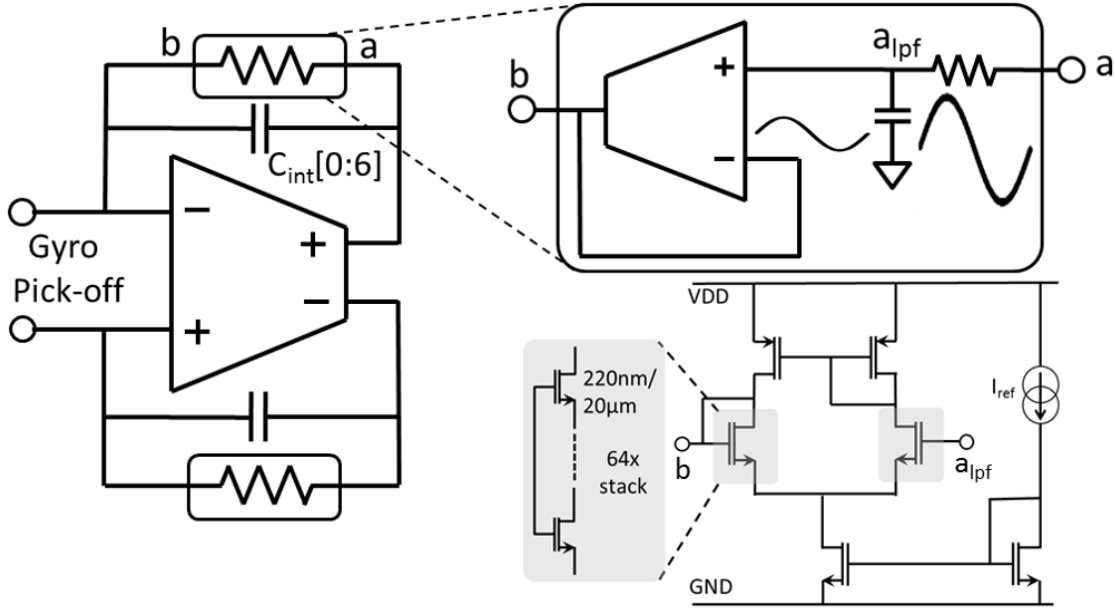 b
a
C_int[0:6]
−
+
+
−
Gyro
Pick-off
b
+
−
a_lpf
a
VDD
GND
I_ref
220nm/
20μm
64x
stack
b
a_lpf